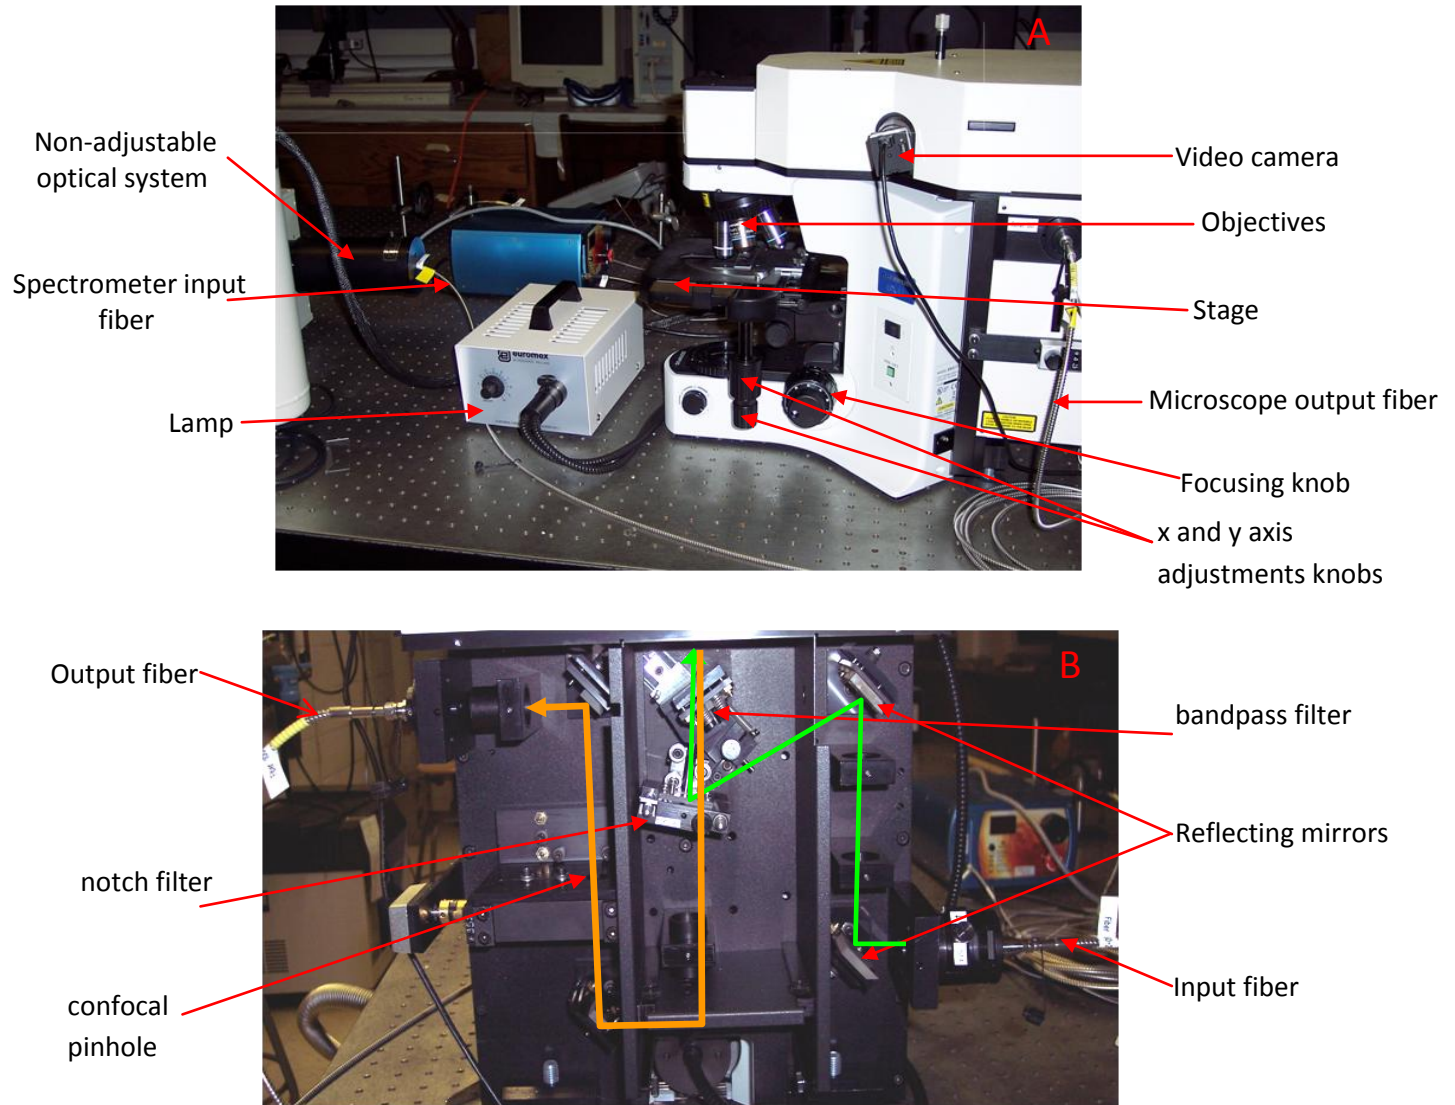 A
Non-adjustable
optical system
Spectrometer input
fiber
Lamp
euromex
Video camera
Objectives
Stage
Microscope output fiber
Focusing knob
x and y axis
adjustments knobs
B
Output fiber
notch filter
confocal
pinhole
bandpass filter
Reflecting mirrors
Input fiber